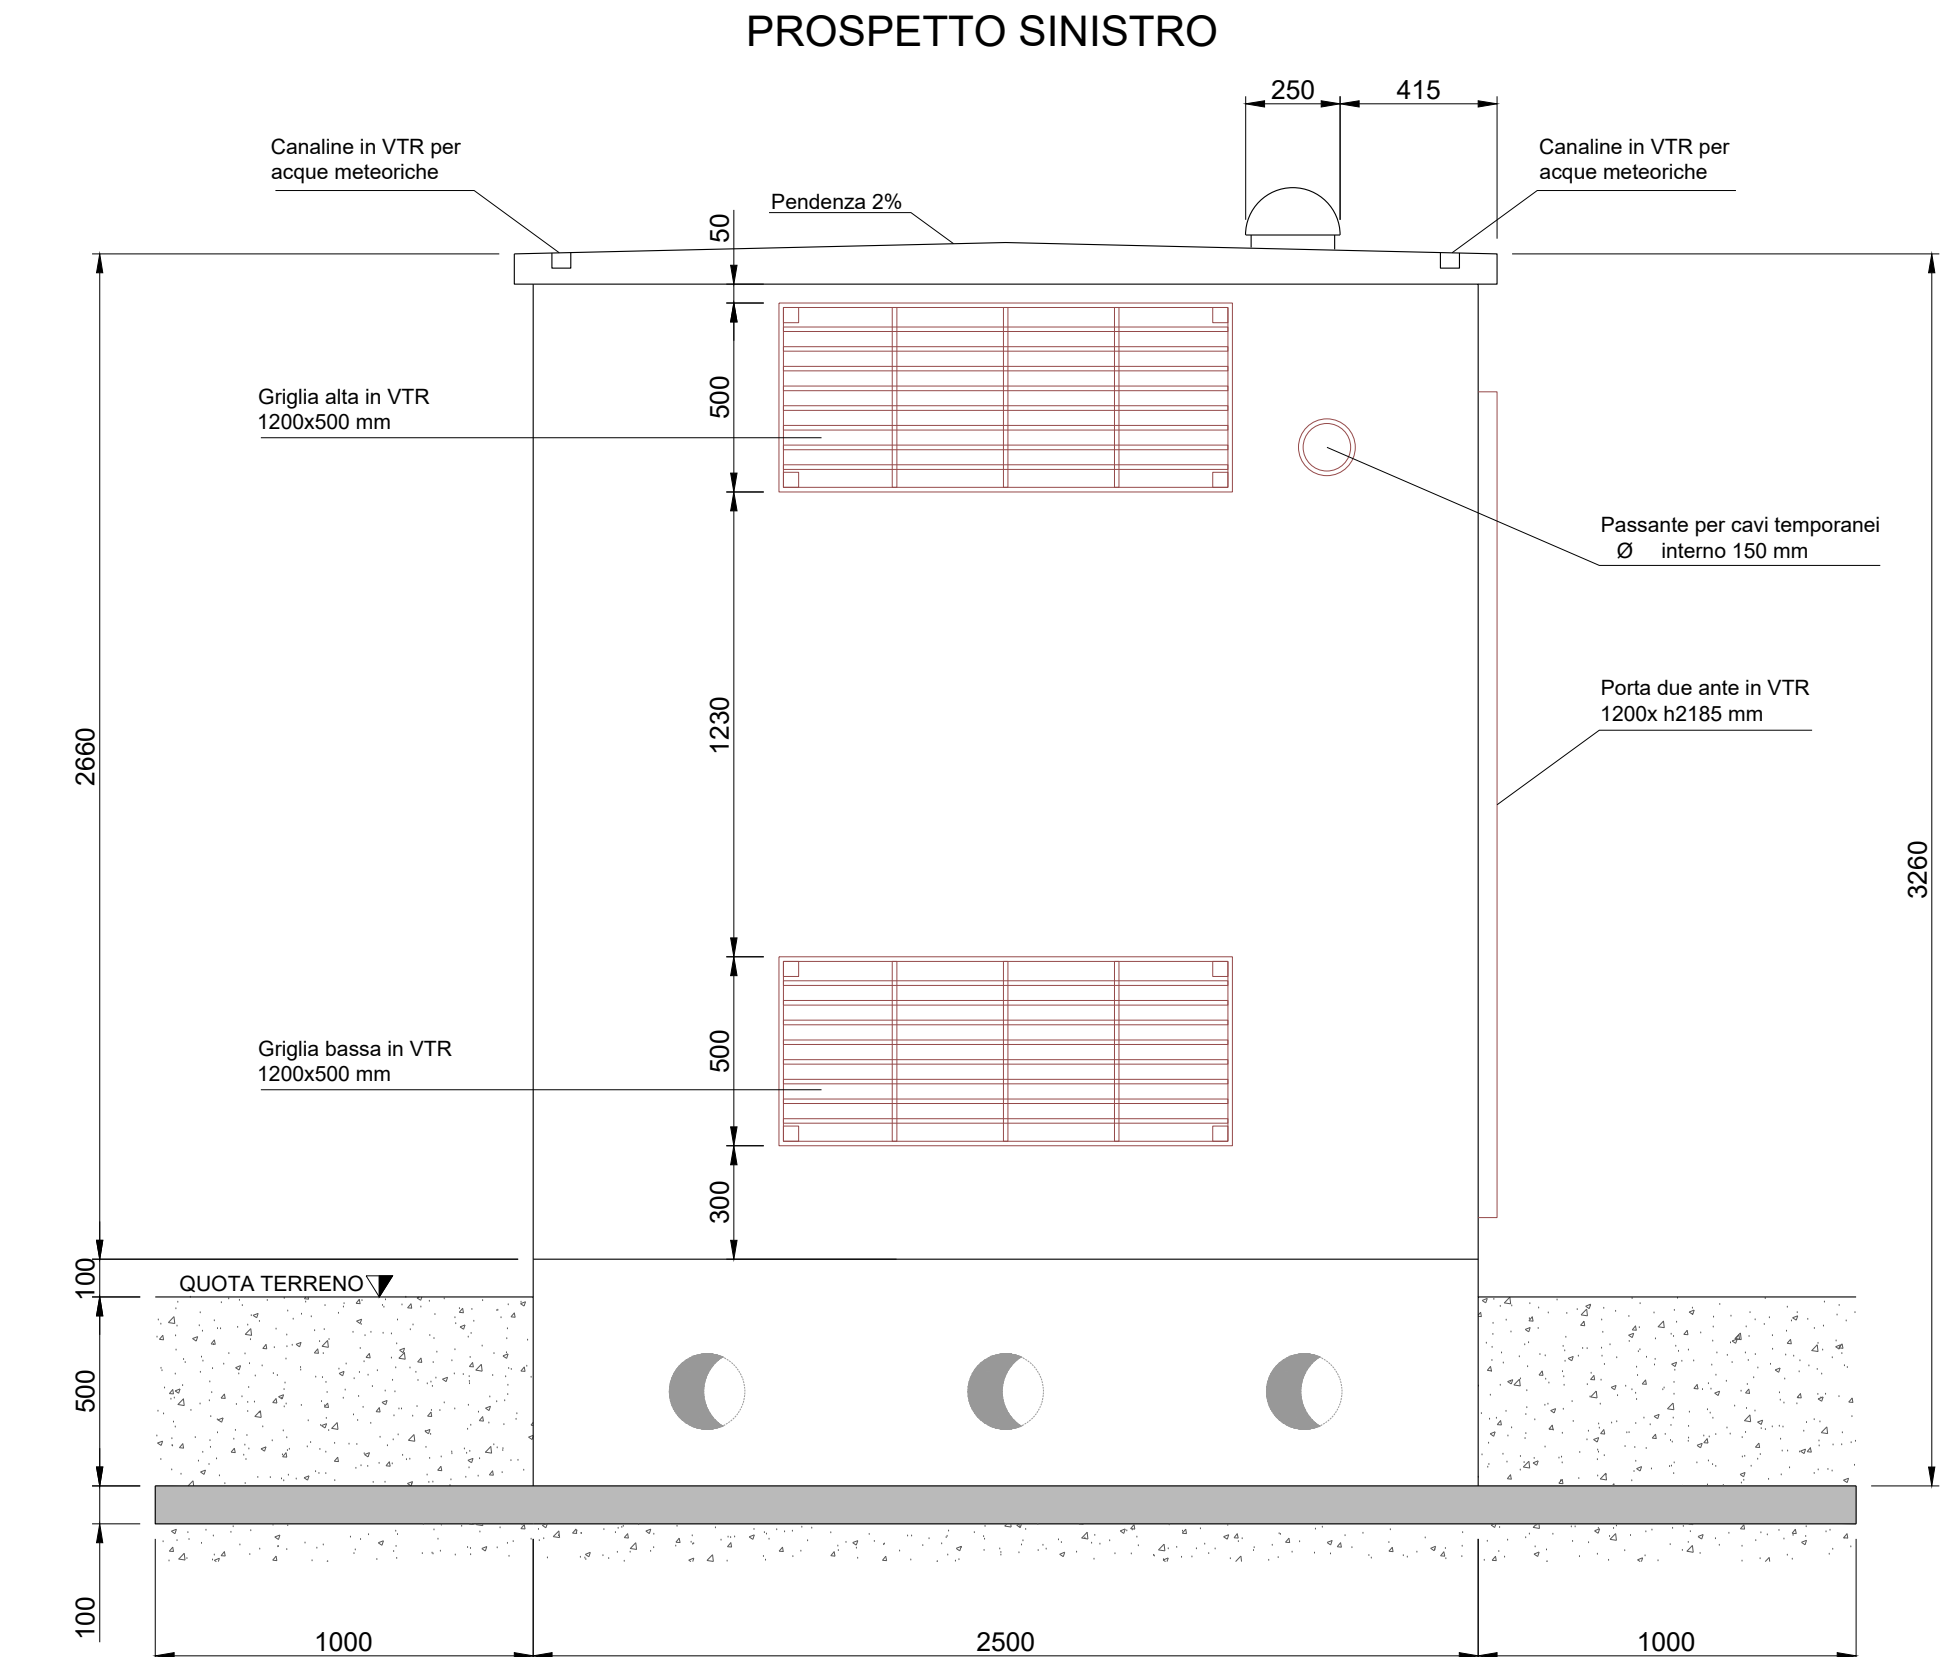 PROSPETTO SINISTRO
250
415
Canaline in VTR per
acque meteoriche
Canaline in VTR per
acque meteoriche
Pendenza 2%
50
Griglia alta in VTR
1200x500 mm
500
Passante per cavi temporanei
Ø interno 150 mm
Porta due ante in VTR
1200x h2185 mm
2660
1230
3260
Griglia bassa in VTR
1200x500 mm
500
300
100
QUOTA TERRENO
500
100
1000
2500
1000